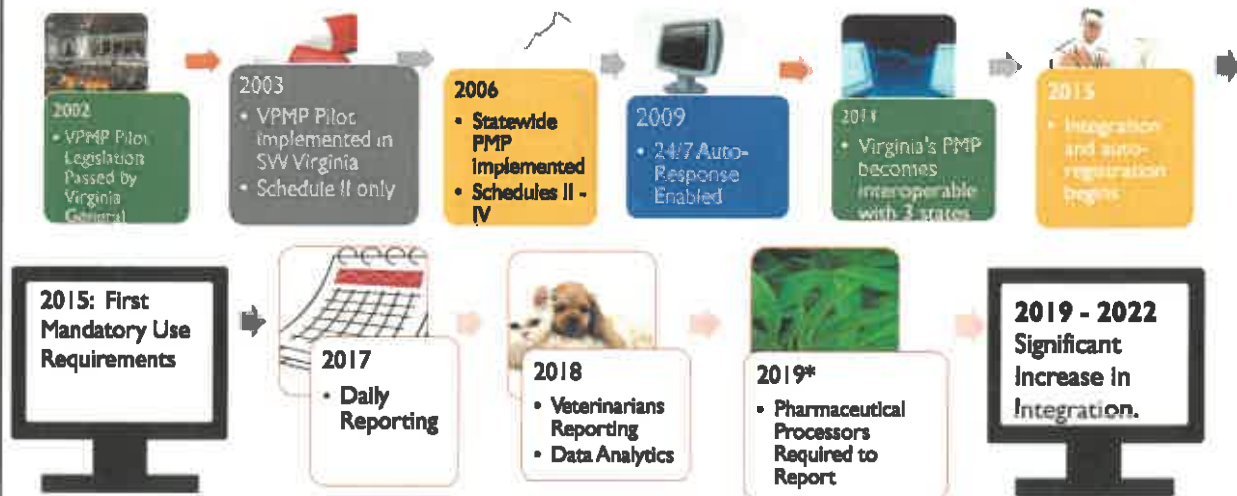 2002
• VPMP Pilot
Legislation
Passed by
Virginia
General
2003
• VPMP Pilot
Implemented in
SW Virginia
• Schedule II only
2006
• Statewide
PMP
Implemented
• Schedules II -
IV
2009
• 24/7 Auto-
Response
Enabled
2011
• Virginia's PMP
becomes
interoperable
with 3 states
2015
• Integration
and auto-
registration
begins
2015: First
Mandatory Use
Requirements
2017
• Daily
Reporting
2018
• Veterinarians
Reporting
• Data Analytics
2019*
• Pharmaceutical
Processors
Required to
Report
2019 - 2022
Significant
Increase in
Integration.